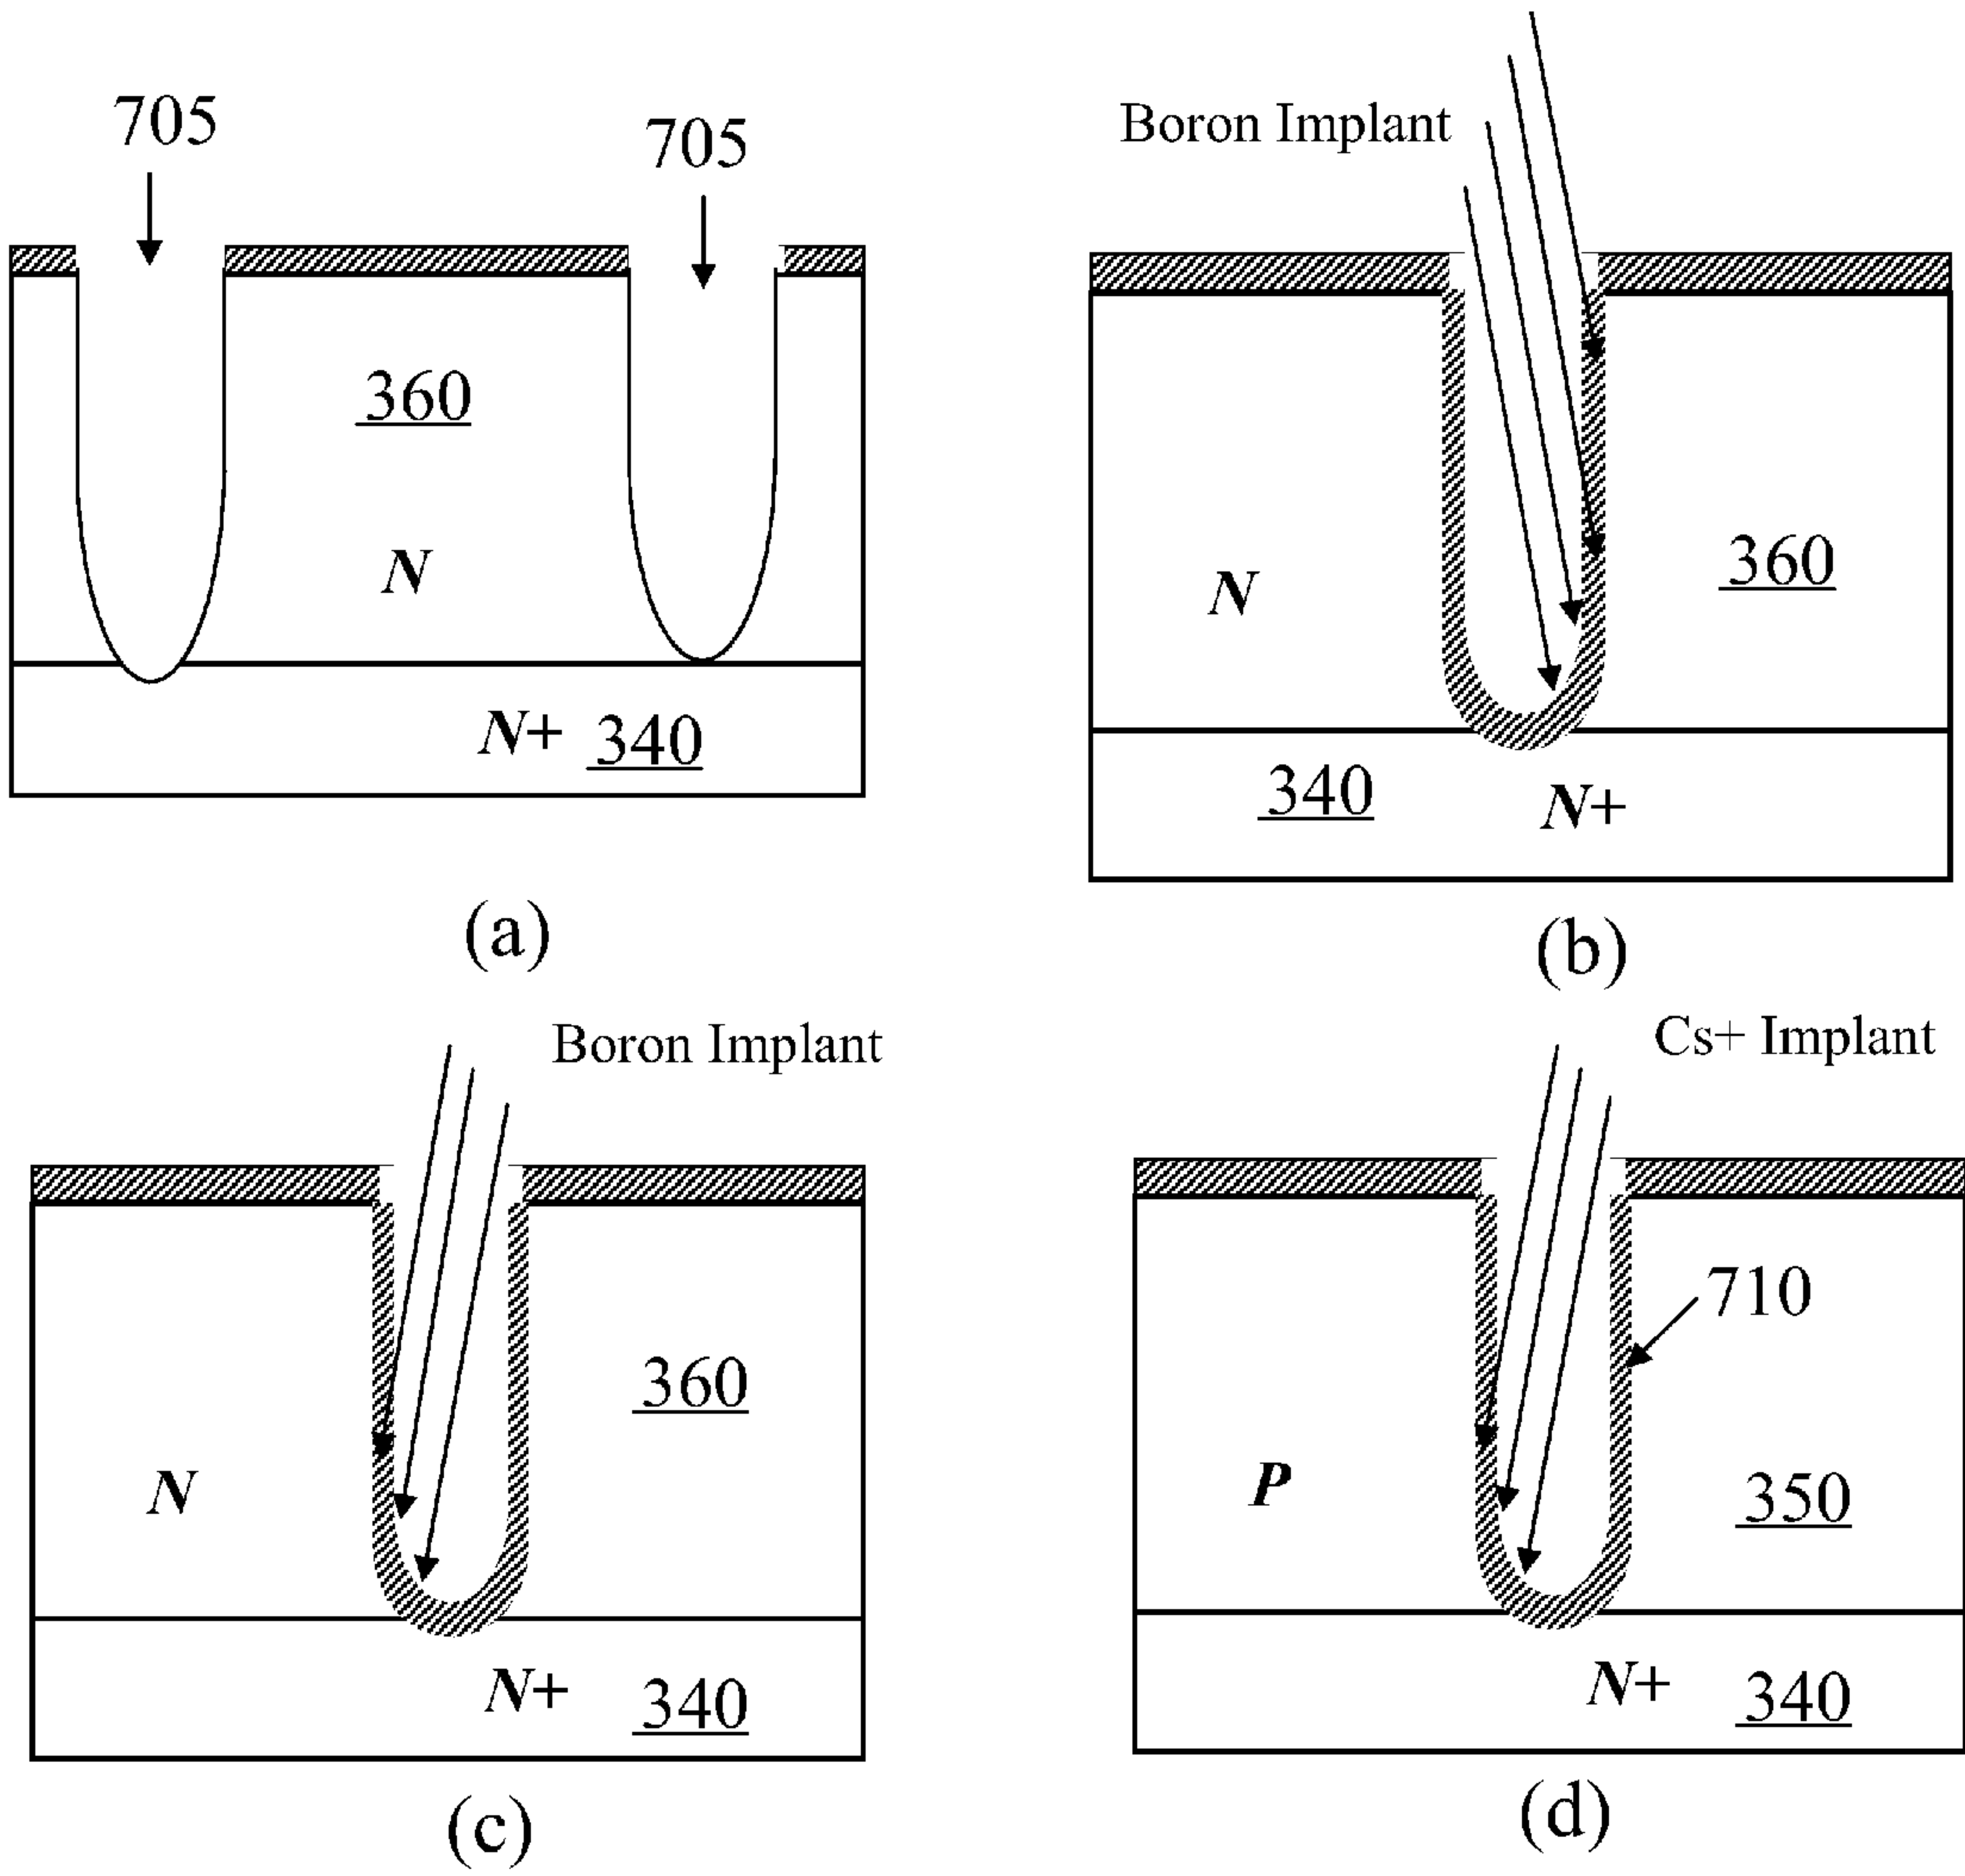 705
705
360
N
N+ 340
(a)
Boron Implant
N
360
340
N+
(b)
Boron Implant
360
N
N+ 340
(c)
Cs+ Implant
710
P
350
N+ 340
(d)